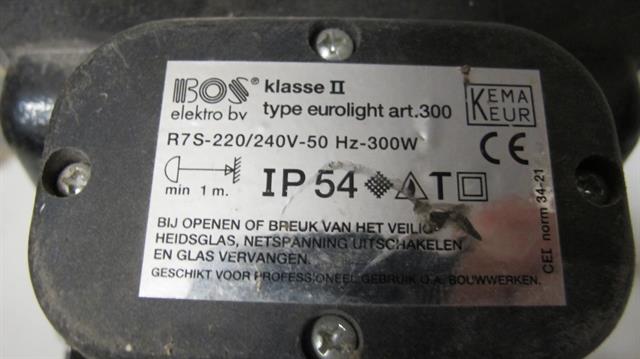 BOS® klasse II
elektro bv type eurolight art.300
KEMA
KEUR
R7S-220/240V-50 Hz-300W
CE
min 1 m.
IP 54 T
BIJ OPENEN OF BREUK VAN HET VEILIG-
HEIDSGLAS, NETSPANNING UITSCHAKELEN
EN GLAS VERVANGEN.
GESCHIKT VOOR PROFESSIONEEL GEBRUIK O.A. BOUWWERKEN.
CEI norm 34-21